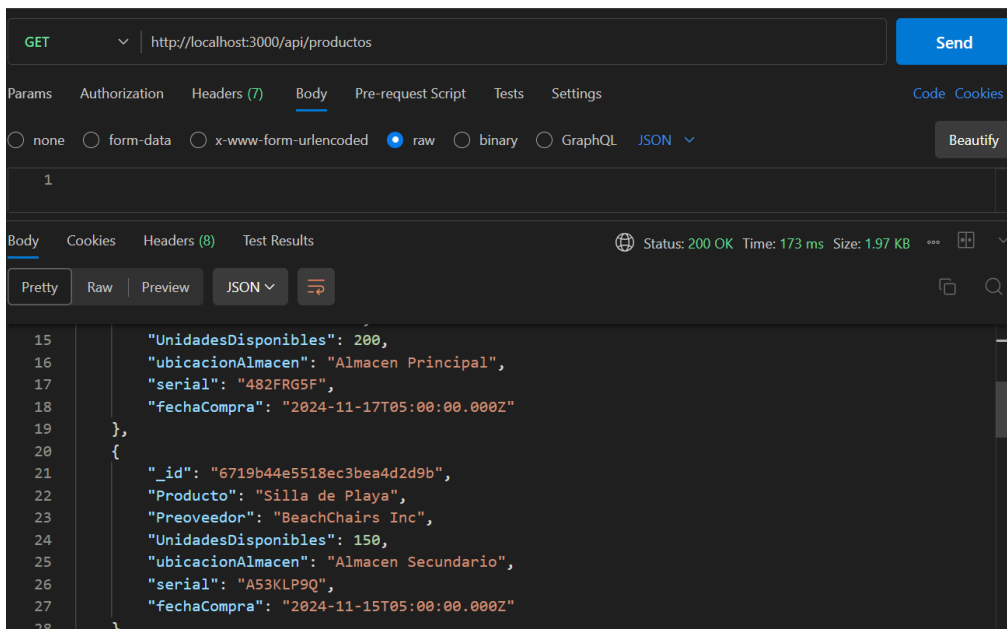 GET http://localhost:3000/api/productos Send
Params Authorization Headers (7) Body Pre-request Script Tests Settings Code Cookies
none form-data x-www-form-urlencoded raw binary GraphQL JSON Beautify
1
Body Cookies Headers (8) Test Results Status: 200 OK Time: 173 ms Size: 1.97 KB
Pretty Raw Preview JSON
15 "UnidadesDisponibles": 200,
16 "ubicacionAlmacen": "Almacen Principal",
17 "serial": "482FRG5F",
18 "fechaCompra": "2024-11-17T05:00:00.000Z"
19 },
20 {
21 "_id": "6719b44e5518ec3bea4d2d9b",
22 "Producto": "Silla de Playa",
23 "Preoveedor": "BeachChairs Inc",
24 "UnidadesDisponibles": 150,
25 "ubicacionAlmacen": "Almacen Secundario",
26 "serial": "A53KLP9Q",
27 "fechaCompra": "2024-11-15T05:00:00.000Z"
28 }